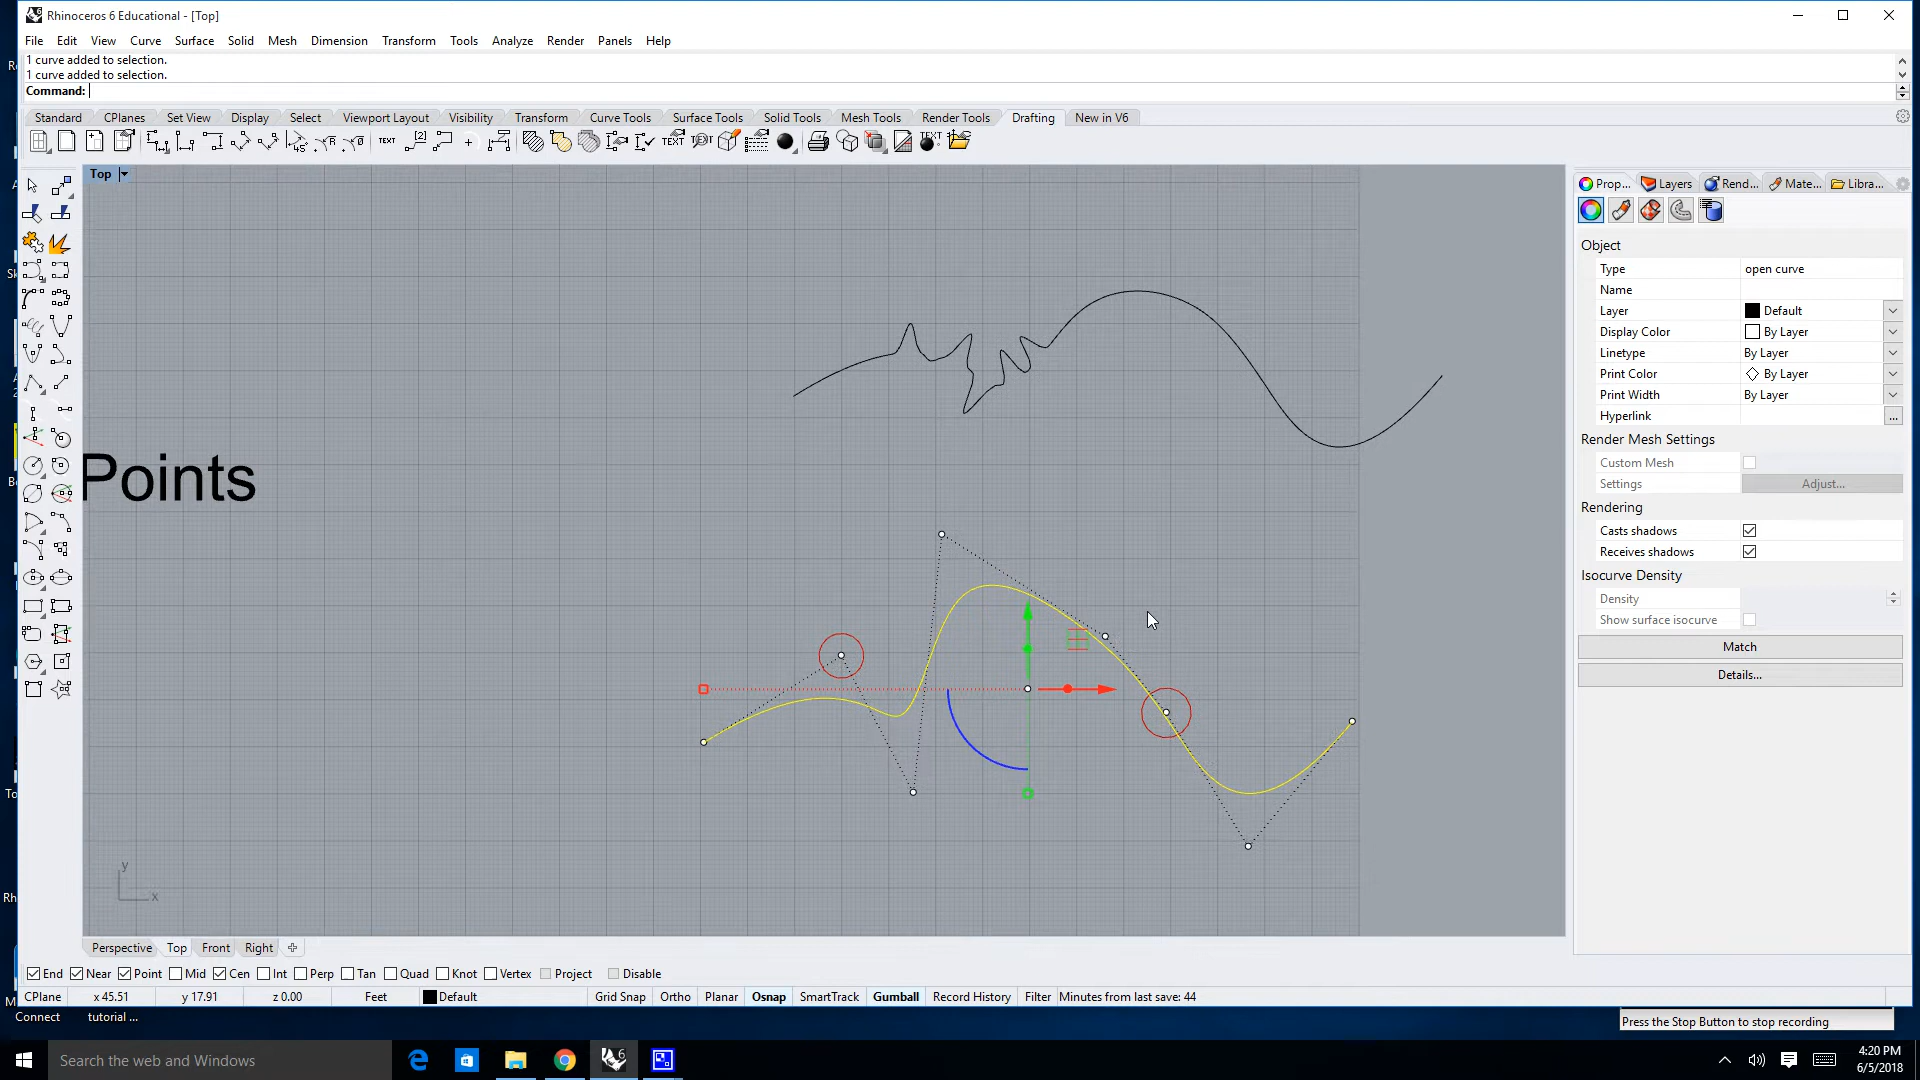 Rhinoceros 6 Educational - [Top]
File Edit View Curve Surface Solid Mesh Dimension Transform Tools Analyze Render Panels Help
1 curve added to selection.
1 curve added to selection.
Command:
Standard CPlanes Set View Display Select Viewport Layout Visibility Transform Curve Tools Surface Tools Solid Tools Mesh Tools Render Tools Drafting New in V6
Top
Prop... Layers Rend... Mate... Libra...
Object
Type open curve
Name
Layer Default
Display Color By Layer
Linetype By Layer
Print Color By Layer
Print Width By Layer
Hyperlink ...
Render Mesh Settings
Custom Mesh
Settings Adjust...
Rendering
Casts shadows
Receives shadows
Isocurve Density
Density
Show surface isocurve
Match
Details...
Points
y
x
Perspective Top Front Right
End Near Point Mid Cen Int Perp Tan Quad Knot Vertex Project Disable
CPlane x 45.51 y 17.91 z 0.00 Feet Default Grid Snap Ortho Planar Osnap SmartTrack Gumball Record History Filter Minutes from last save: 44
Connect tutorial ...
Press the Stop Button to stop recording
Search the web and Windows
4:20 PM
6/5/2018